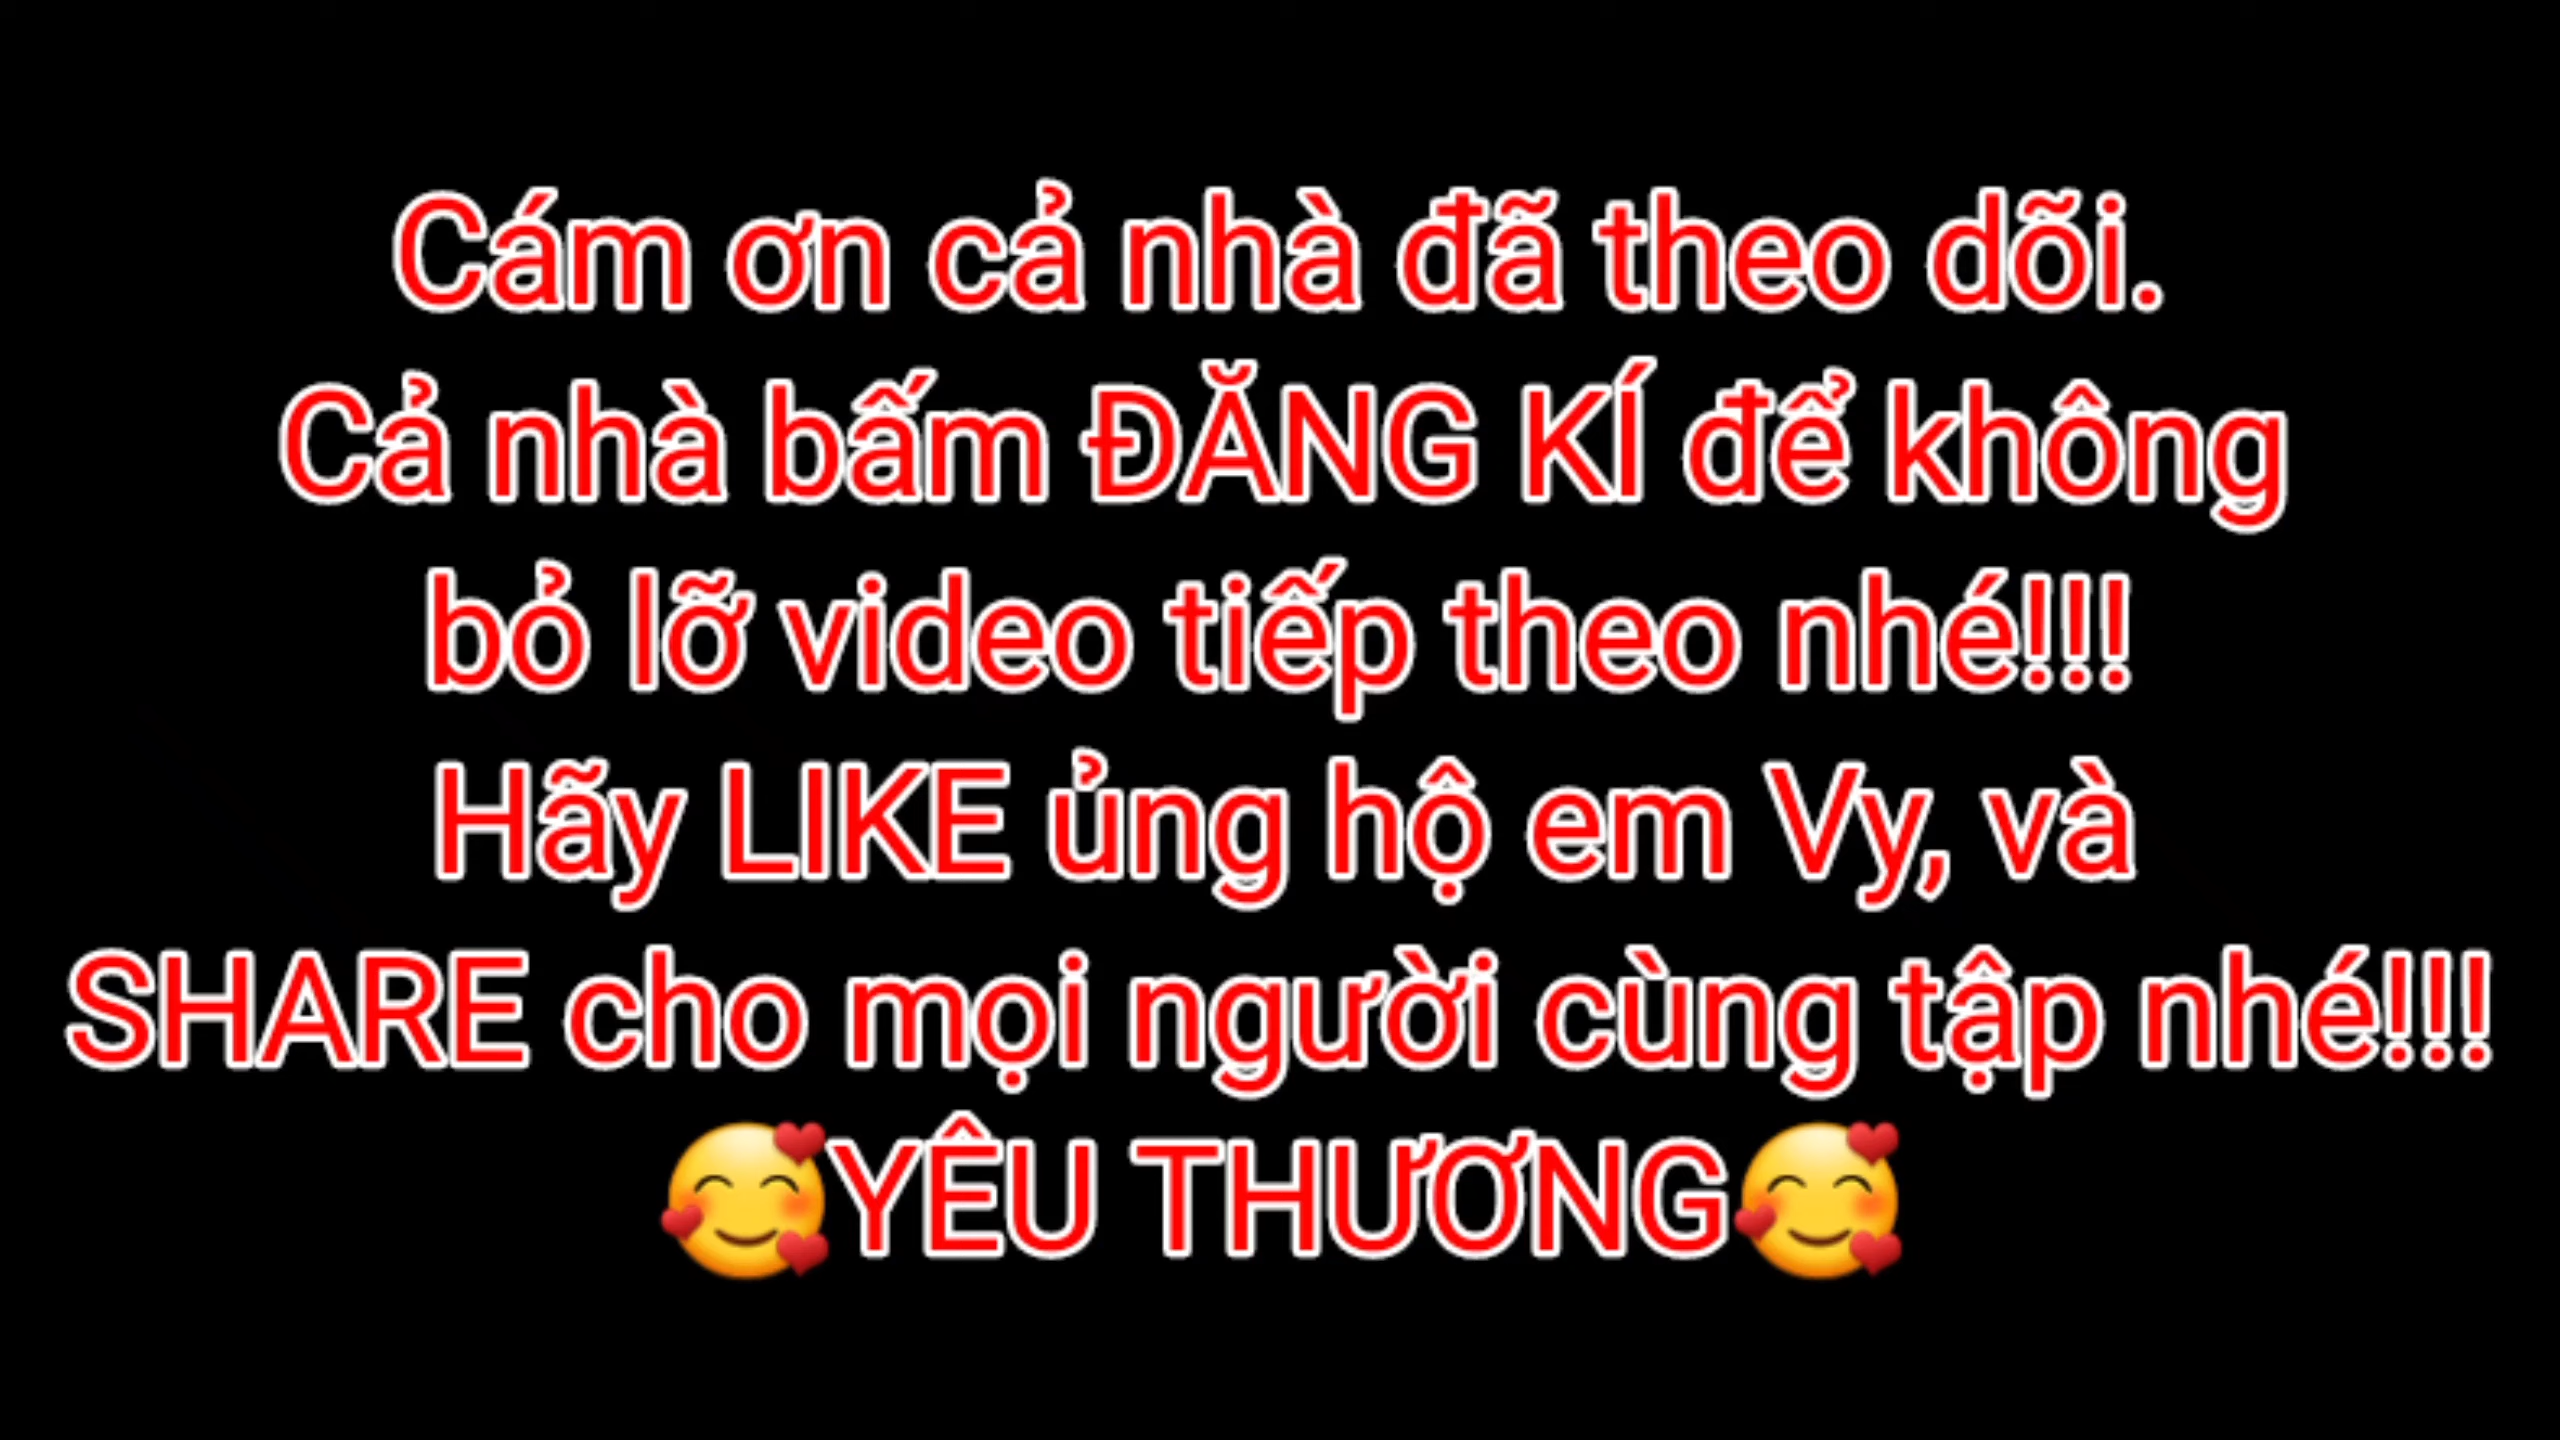 Cám ơn cả nhà đã theo dõi.
Cả nhà bấm ĐĂNG KÍ để không
bỏ lỡ video tiếp theo nhé!!!
Hãy LIKE ủng hộ em Vy, và
SHARE cho mọi người cùng tập nhé!!!
🥰YÊU THƯƠNG🥰